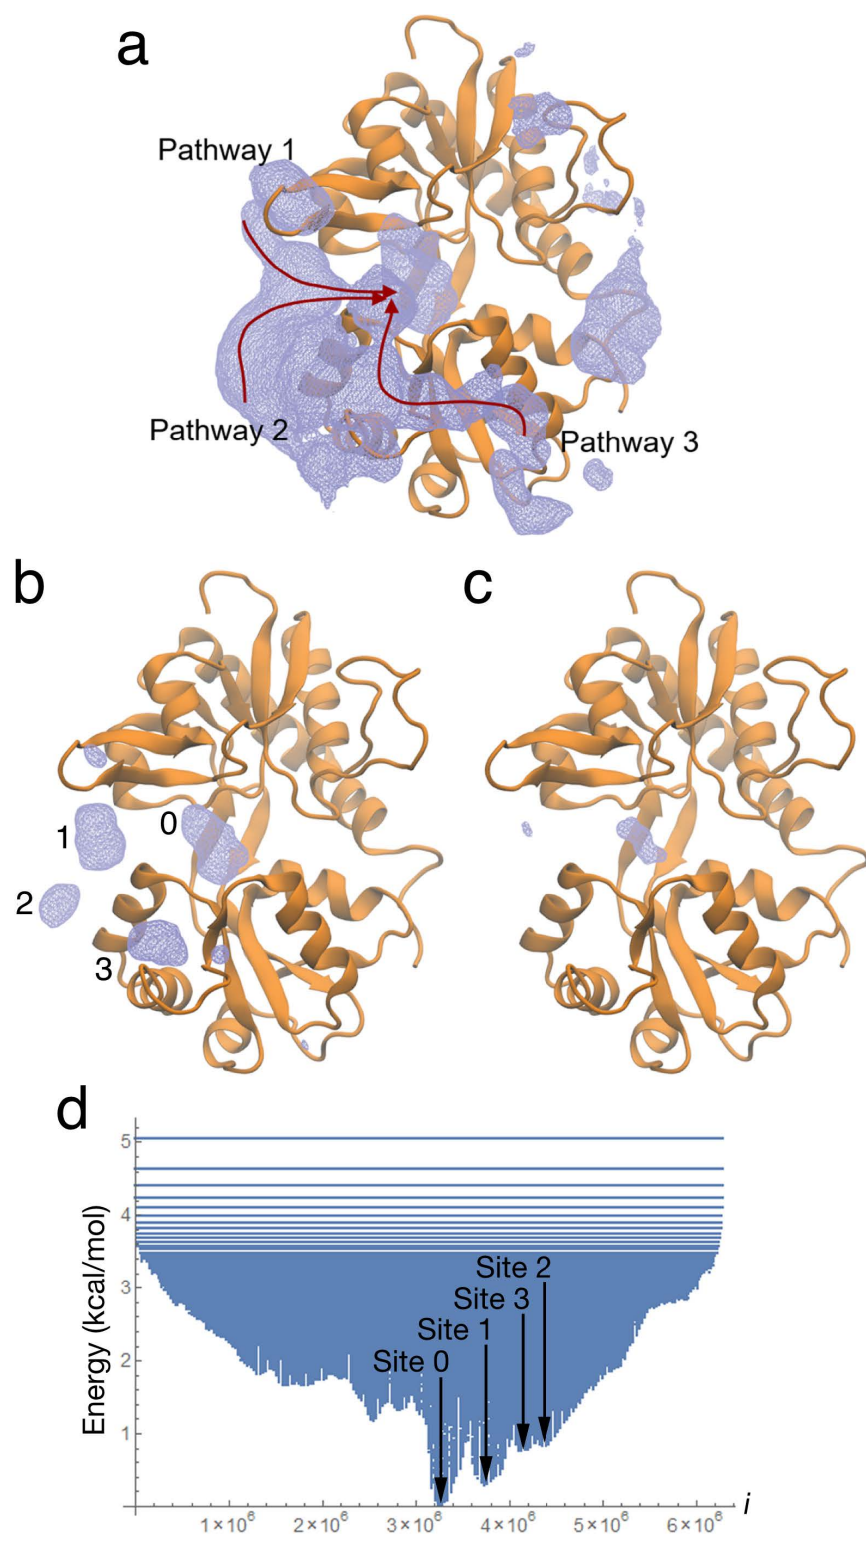 a
Pathway 1
Pathway 2
Pathway 3
b
c
0
1
2
3
d
5
4
3
2
1
Energy (kcal/mol)
Site 2
Site 3
Site 1
Site 0
i
1×10⁶
2×10⁶
3×10⁶
4×10⁶
5×10⁶
6×10⁶